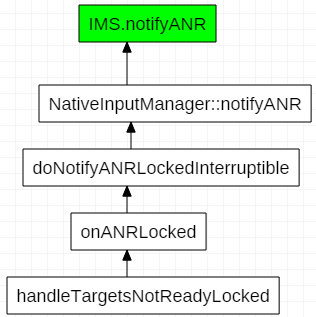 IMS.notifyANR
NativeInputManager::notifyANR
doNotifyANRLockedInterruptible
onANRLocked
handleTargetsNotReadyLocked